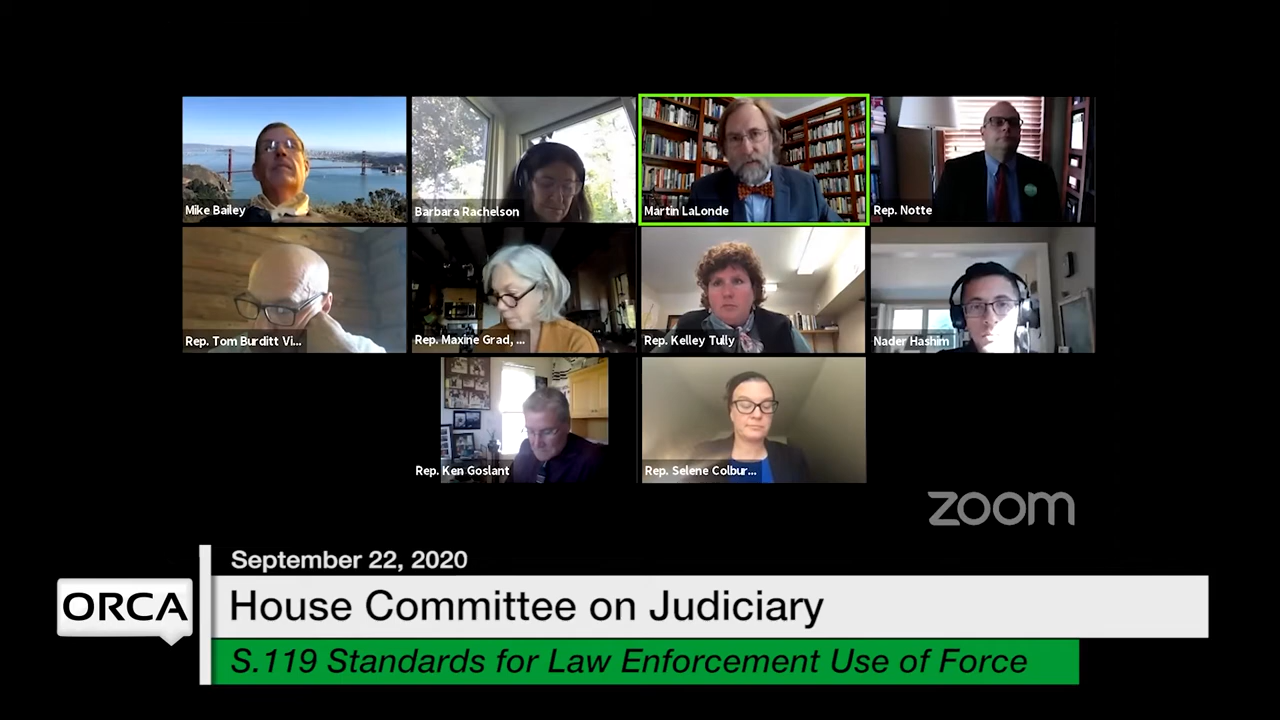 Mike Bailey
Barbara Rachelson
Martin LaLonde
Rep. Notte
Rep. Tom Burditt Vi...
Rep. Maxine Grad, ...
Rep. Kelley Tully
Nader Hashim
Rep. Ken Goslant
Rep. Selene Colbur...
zoom
September 22, 2020
ORCA
House Committee on Judiciary
S.119 Standards for Law Enforcement Use of Force